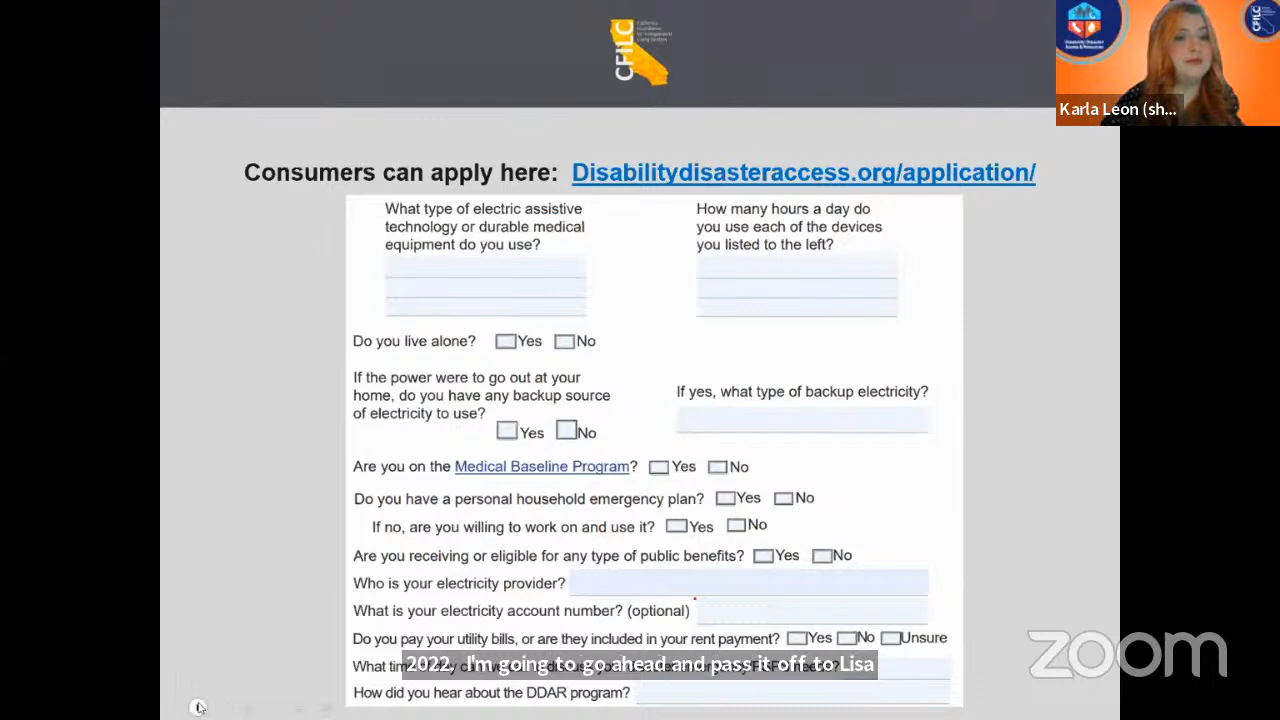 CFILC
Consumers can apply here: Disabilitydisasteraccess.org/application/
What type of electric assistive
technology or durable medical
equipment do you use?
How many hours a day do
you use each of the devices
you listed to the left?
Do you live alone? Yes No
If the power were to go out at your
home, do you have any backup source
of electricity to use?
Yes No
If yes, what type of backup electricity?
Are you on the Medical Baseline Program? Yes No
Do you have a personal household emergency plan? Yes No
If no, are you willing to work on and use it? Yes No
Are you receiving or eligible for any type of public benefits? Yes No
Who is your electricity provider?
What is your electricity account number? (optional)
Do you pay your utility bills, or are they included in your rent payment? Yes No Unsure
What tim
2022. I'm going to go ahead and pass it off to Lisa
How did you hear about the DDAR program?
Karla Leon (sh...
CFILC
zoom